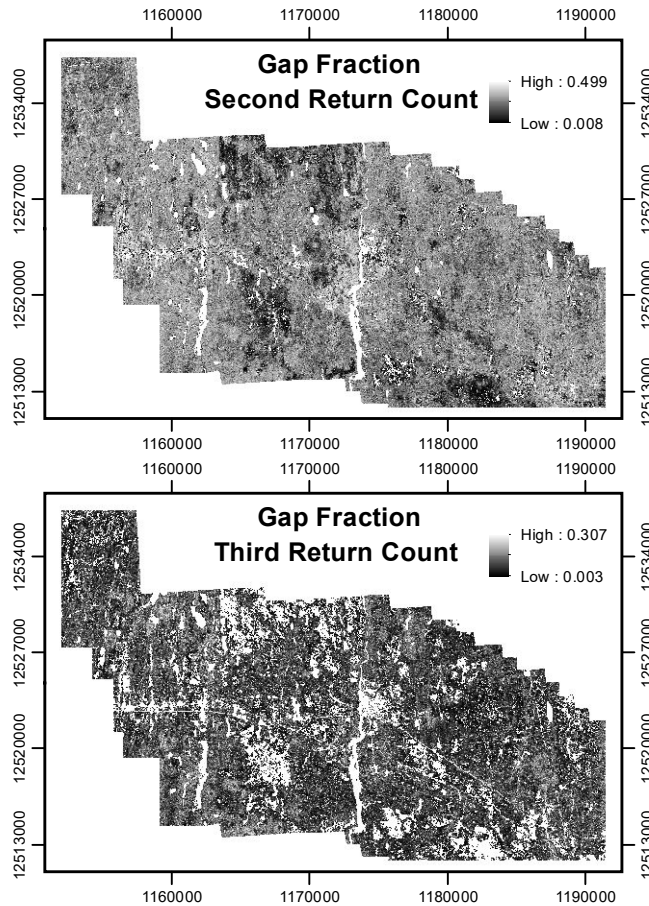 1160000 1170000 1180000 1190000
Gap Fraction
Second Return Count
High : 0.499
Low : 0.008
12534000 12534000
12527000 12527000
12520000 12520000
12513000 12513000
1160000 1170000 1180000 1190000
1160000 1170000 1180000 1190000
Gap Fraction
Third Return Count
High : 0.307
Low : 0.003
12534000 12534000
12527000 12527000
12520000 12520000
12513000 12513000
1160000 1170000 1180000 1190000